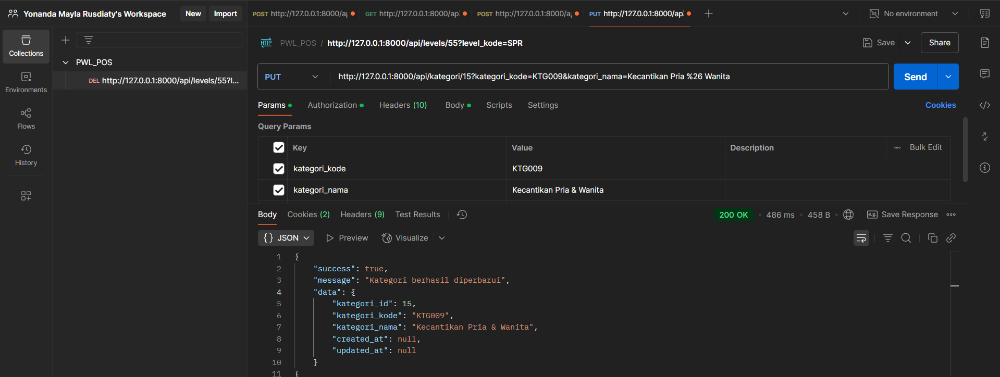 Yonanda Mayla Rusdiaty's Workspace New Import POST http://127.0.0.1:8000/ap GET http://127.0.0.1:8000/api. POST http://127.0.0.1:8000/ap PUT http://127.0.0.1:8000/ap No environment
Collections
Environments
Flows
History
PWL_POS
DEL http://127.0.0.1:8000/api/levels/55?l...
HTTP PWL_POS / http://127.0.0.1:8000/api/levels/55?level_kode=SPR Save Share
PUT http://127.0.0.1:8000/api/kategori/15?kategori_kode=KTG009&kategori_nama=Kecantikan Pria %26 Wanita Send
Params Authorization Headers (10) Body Scripts Settings Cookies
Query Params
Key Value Description Bulk Edit
kategori_kode KTG009
kategori_nama Kecantikan Pria & Wanita
Body Cookies (2) Headers (9) Test Results 200 OK 486 ms 458 B e.g. Save Response
{} JSON Preview Visualize
1 {
2 "success": true,
3 "message": "Kategori berhasil diperbarui",
4 "data": {
5 "kategori_id": 15,
6 "kategori_kode": "KTG009",
7 "kategori_nama": "Kecantikan Pria & Wanita",
8 "created_at": null,
9 "updated_at": null
10 }
11 }